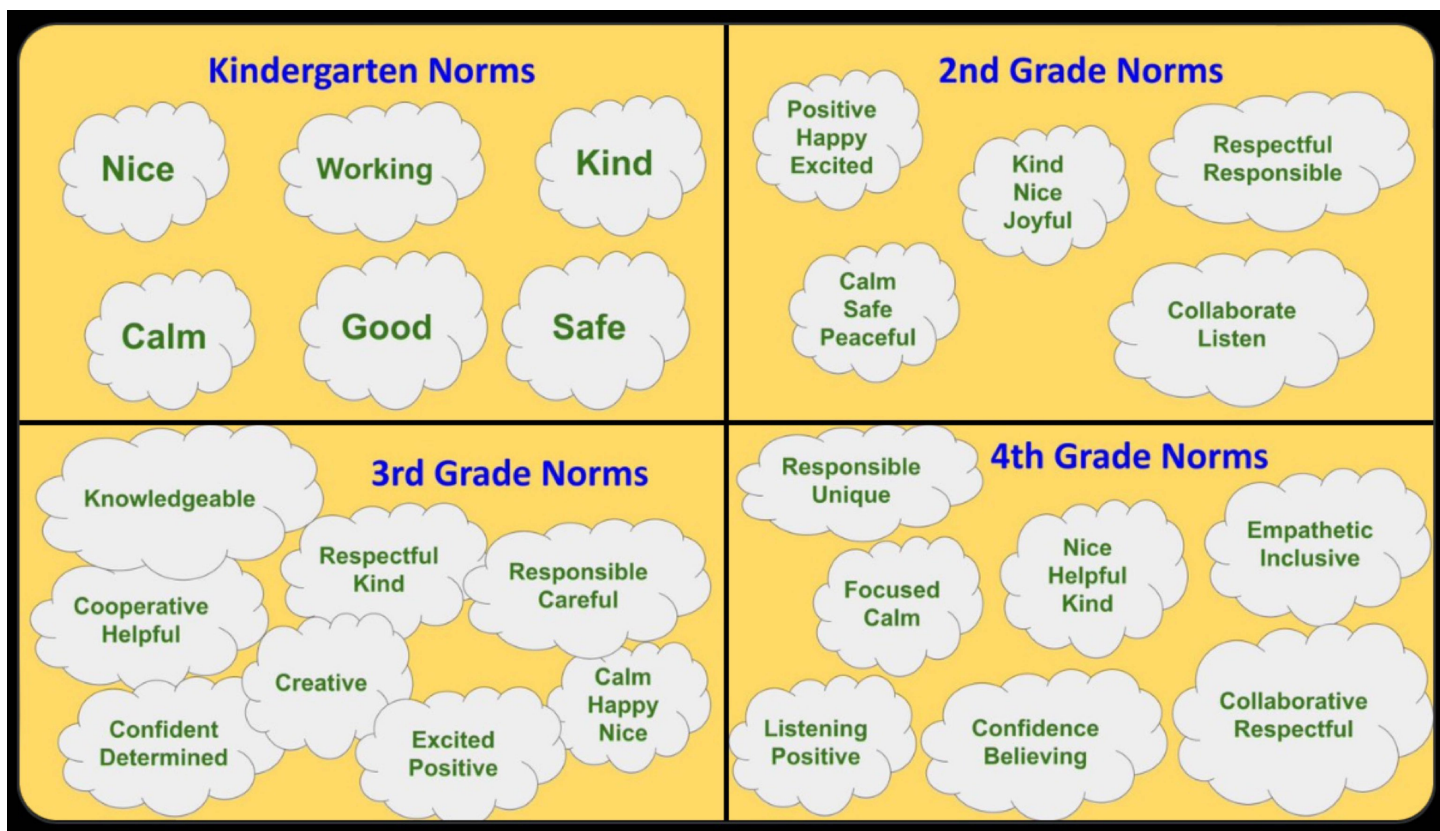 Kindergarten Norms
Nice
Working
Kind
Calm
Good
Safe
2nd Grade Norms
Positive
Happy
Excited
Kind
Nice
Joyful
Respectful
Responsible
Calm
Safe
Peaceful
Collaborate
Listen
3rd Grade Norms
Knowledgeable
Respectful
Kind
Responsible
Careful
Cooperative
Helpful
Creative
Calm
Happy
Nice
Confident
Determined
Excited
Positive
4th Grade Norms
Responsible
Unique
Empathetic
Inclusive
Nice
Helpful
Kind
Focused
Calm
Collaborative
Respectful
Listening
Positive
Confidence
Believing